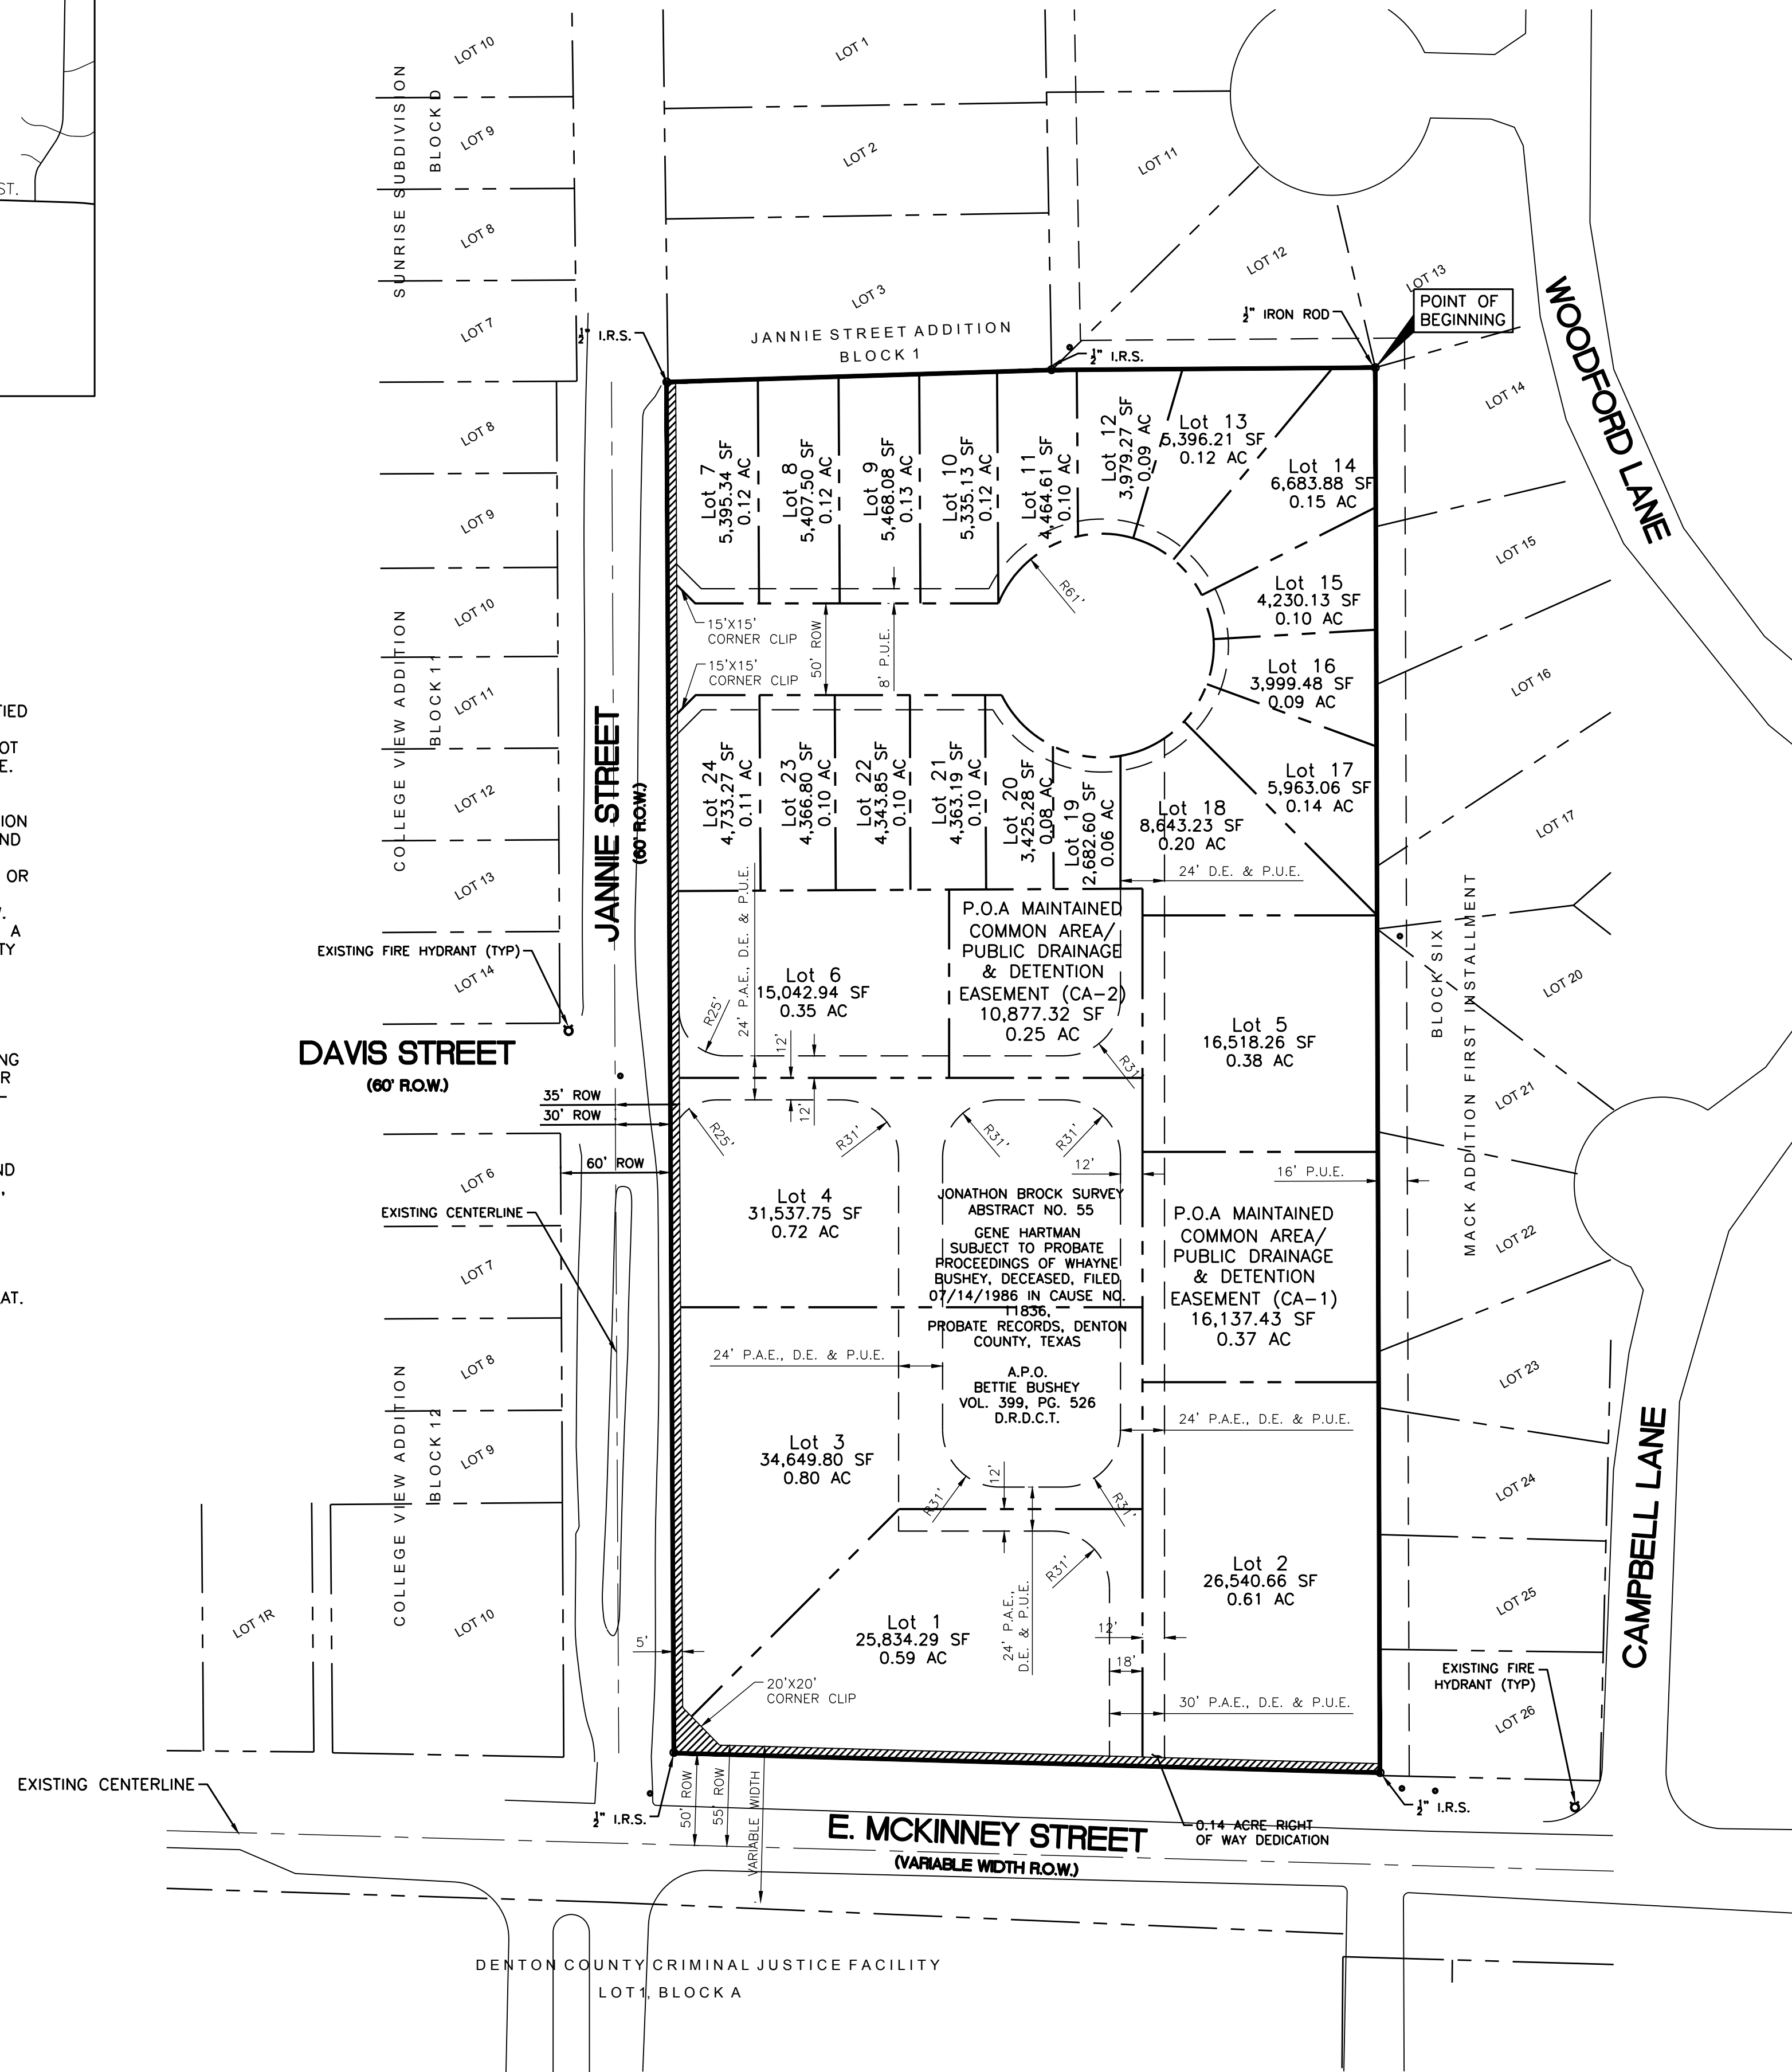 ST.
TIED
OT
E.
ION
ND
OR
A
TY
NG
R
ND
AT.
LOT 10
LOT 9
LOT 8
LOT 7
SUNRISE SUBDIVISION
BLOCK D
LOT 1
LOT 2
LOT 3
JANNIE STREET ADDITION
BLOCK 1
LOT 11
LOT 12
LOT 13
POINT OF
BEGINNING
½" IRON ROD
½" I.R.S.
½" I.R.S.
WOODFORD LANE
LOT 14
LOT 15
LOT 16
LOT 17
LOT 20
LOT 21
LOT 22
LOT 23
LOT 24
LOT 25
LOT 26
BLOCK SIX
MACK ADDITION FIRST INSTALLMENT
CAMPBELL LANE
LOT 8
LOT 9
LOT 10
LOT 11
LOT 12
LOT 13
LOT 14
COLLEGE VIEW ADDITION
BLOCK 11
JANNIE STREET
(60' R.O.W.)
Lot 7
5,395.34 SF
0.12 AC
Lot 8
5,407.50 SF
0.12 AC
Lot 9
5,468.08 SF
0.13 AC
Lot 10
5,335.13 SF
0.12 AC
Lot 11
4,464.61 SF
0.10 AC
Lot 12
3,979.27 SF
0.09 AC
Lot 13
5,396.21 SF
0.12 AC
Lot 14
6,683.88 SF
0.15 AC
Lot 15
4,230.13 SF
0.10 AC
Lot 16
3,999.48 SF
0.09 AC
Lot 17
5,963.06 SF
0.14 AC
Lot 18
8,643.23 SF
0.20 AC
R61'
15'X15'
CORNER CLIP
15'X15'
CORNER CLIP
50' ROW
8' P.U.E.
Lot 24
4,733.27 SF
0.11 AC
Lot 23
4,366.80 SF
0.10 AC
Lot 22
4,343.85 SF
0.10 AC
Lot 21
4,363.19 SF
0.10 AC
Lot 20
3,425.28 SF
0.08 AC
Lot 19
2,682.60 SF
0.06 AC
24' D.E. & P.U.E.
24' P.A.E., D.E. & P.U.E.
P.O.A MAINTAINED
COMMON AREA/
PUBLIC DRAINAGE
& DETENTION
EASEMENT (CA-2)
10,877.32 SF
0.25 AC
Lot 6
15,042.94 SF
0.35 AC
Lot 5
16,518.26 SF
0.38 AC
R25'
12'
12'
R31'
EXISTING FIRE HYDRANT (TYP)
DAVIS STREET
(60' R.O.W.)
35' ROW
30' ROW
60' ROW
EXISTING CENTERLINE
R25'
R31'
R31'
R31'
12'
16' P.U.E.
Lot 4
31,537.75 SF
0.72 AC
JONATHON BROCK SURVEY
ABSTRACT NO. 55
GENE HARTMAN
SUBJECT TO PROBATE
PROCEEDINGS OF WHAYNE
BUSHEY, DECEASED, FILED
07/14/1986 IN CAUSE NO.
11836,
PROBATE RECORDS, DENTON
COUNTY, TEXAS
A.P.O.
BETTIE BUSHEY
VOL. 399, PG. 526
D.R.D.C.T.
P.O.A MAINTAINED
COMMON AREA/
PUBLIC DRAINAGE
& DETENTION
EASEMENT (CA-1)
16,137.43 SF
0.37 AC
24' P.A.E., D.E. & P.U.E.
24' P.A.E., D.E. & P.U.E.
Lot 3
34,649.80 SF
0.80 AC
R31'
12'
R31'
R31'
24' P.A.E.,
D.E. & P.U.E.
Lot 2
26,540.66 SF
0.61 AC
Lot 1
25,834.29 SF
0.59 AC
12'
18'
30' P.A.E., D.E. & P.U.E.
5'
20'X20'
CORNER CLIP
LOT 6
LOT 7
LOT 8
LOT 9
LOT 10
LOT 1R
COLLEGE VIEW ADDITION
BLOCK 12
EXISTING FIRE
HYDRANT (TYP)
EXISTING CENTERLINE
½" I.R.S.
50' ROW
55' ROW
VARIABLE WIDTH
½" I.R.S.
0.14 ACRE RIGHT
OF WAY DEDICATION
E. MCKINNEY STREET
(VARIABLE WIDTH R.O.W.)
DENTON COUNTY CRIMINAL JUSTICE FACILITY
LOT1, BLOCK A